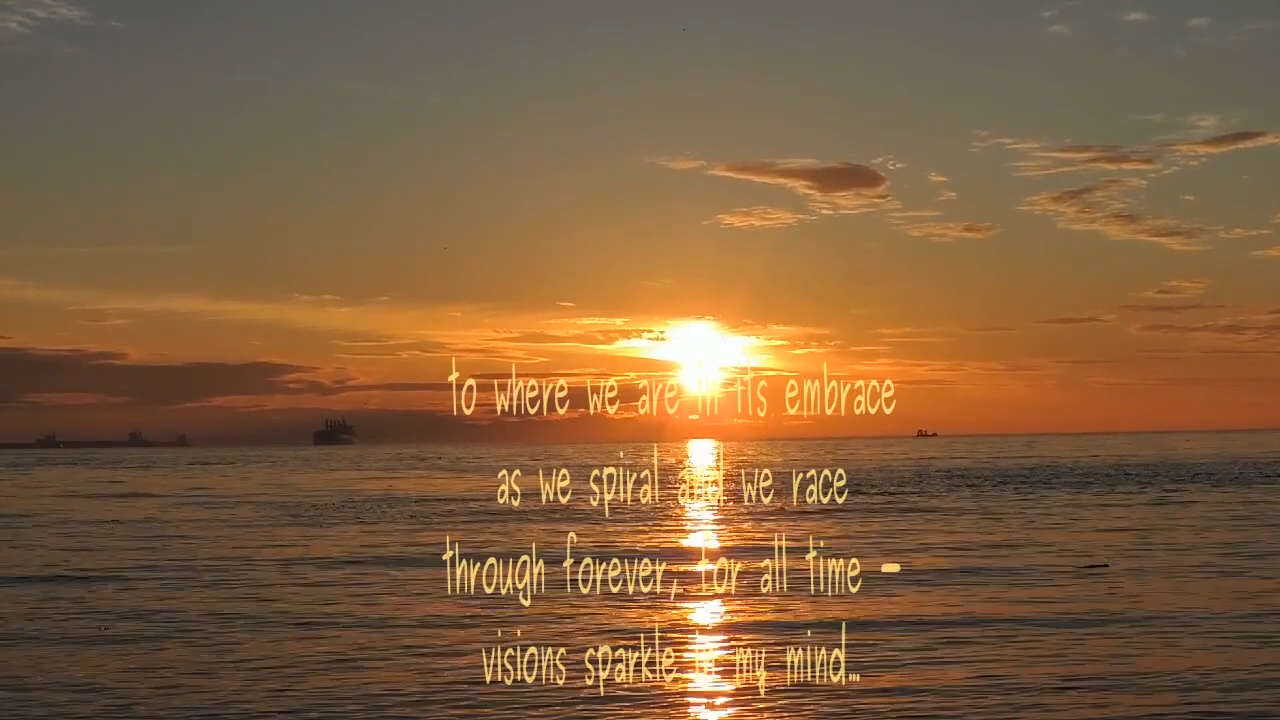 to where we are in its embrace
as we spiral and we race
through forever, for all time -
visions sparkle in my mind...